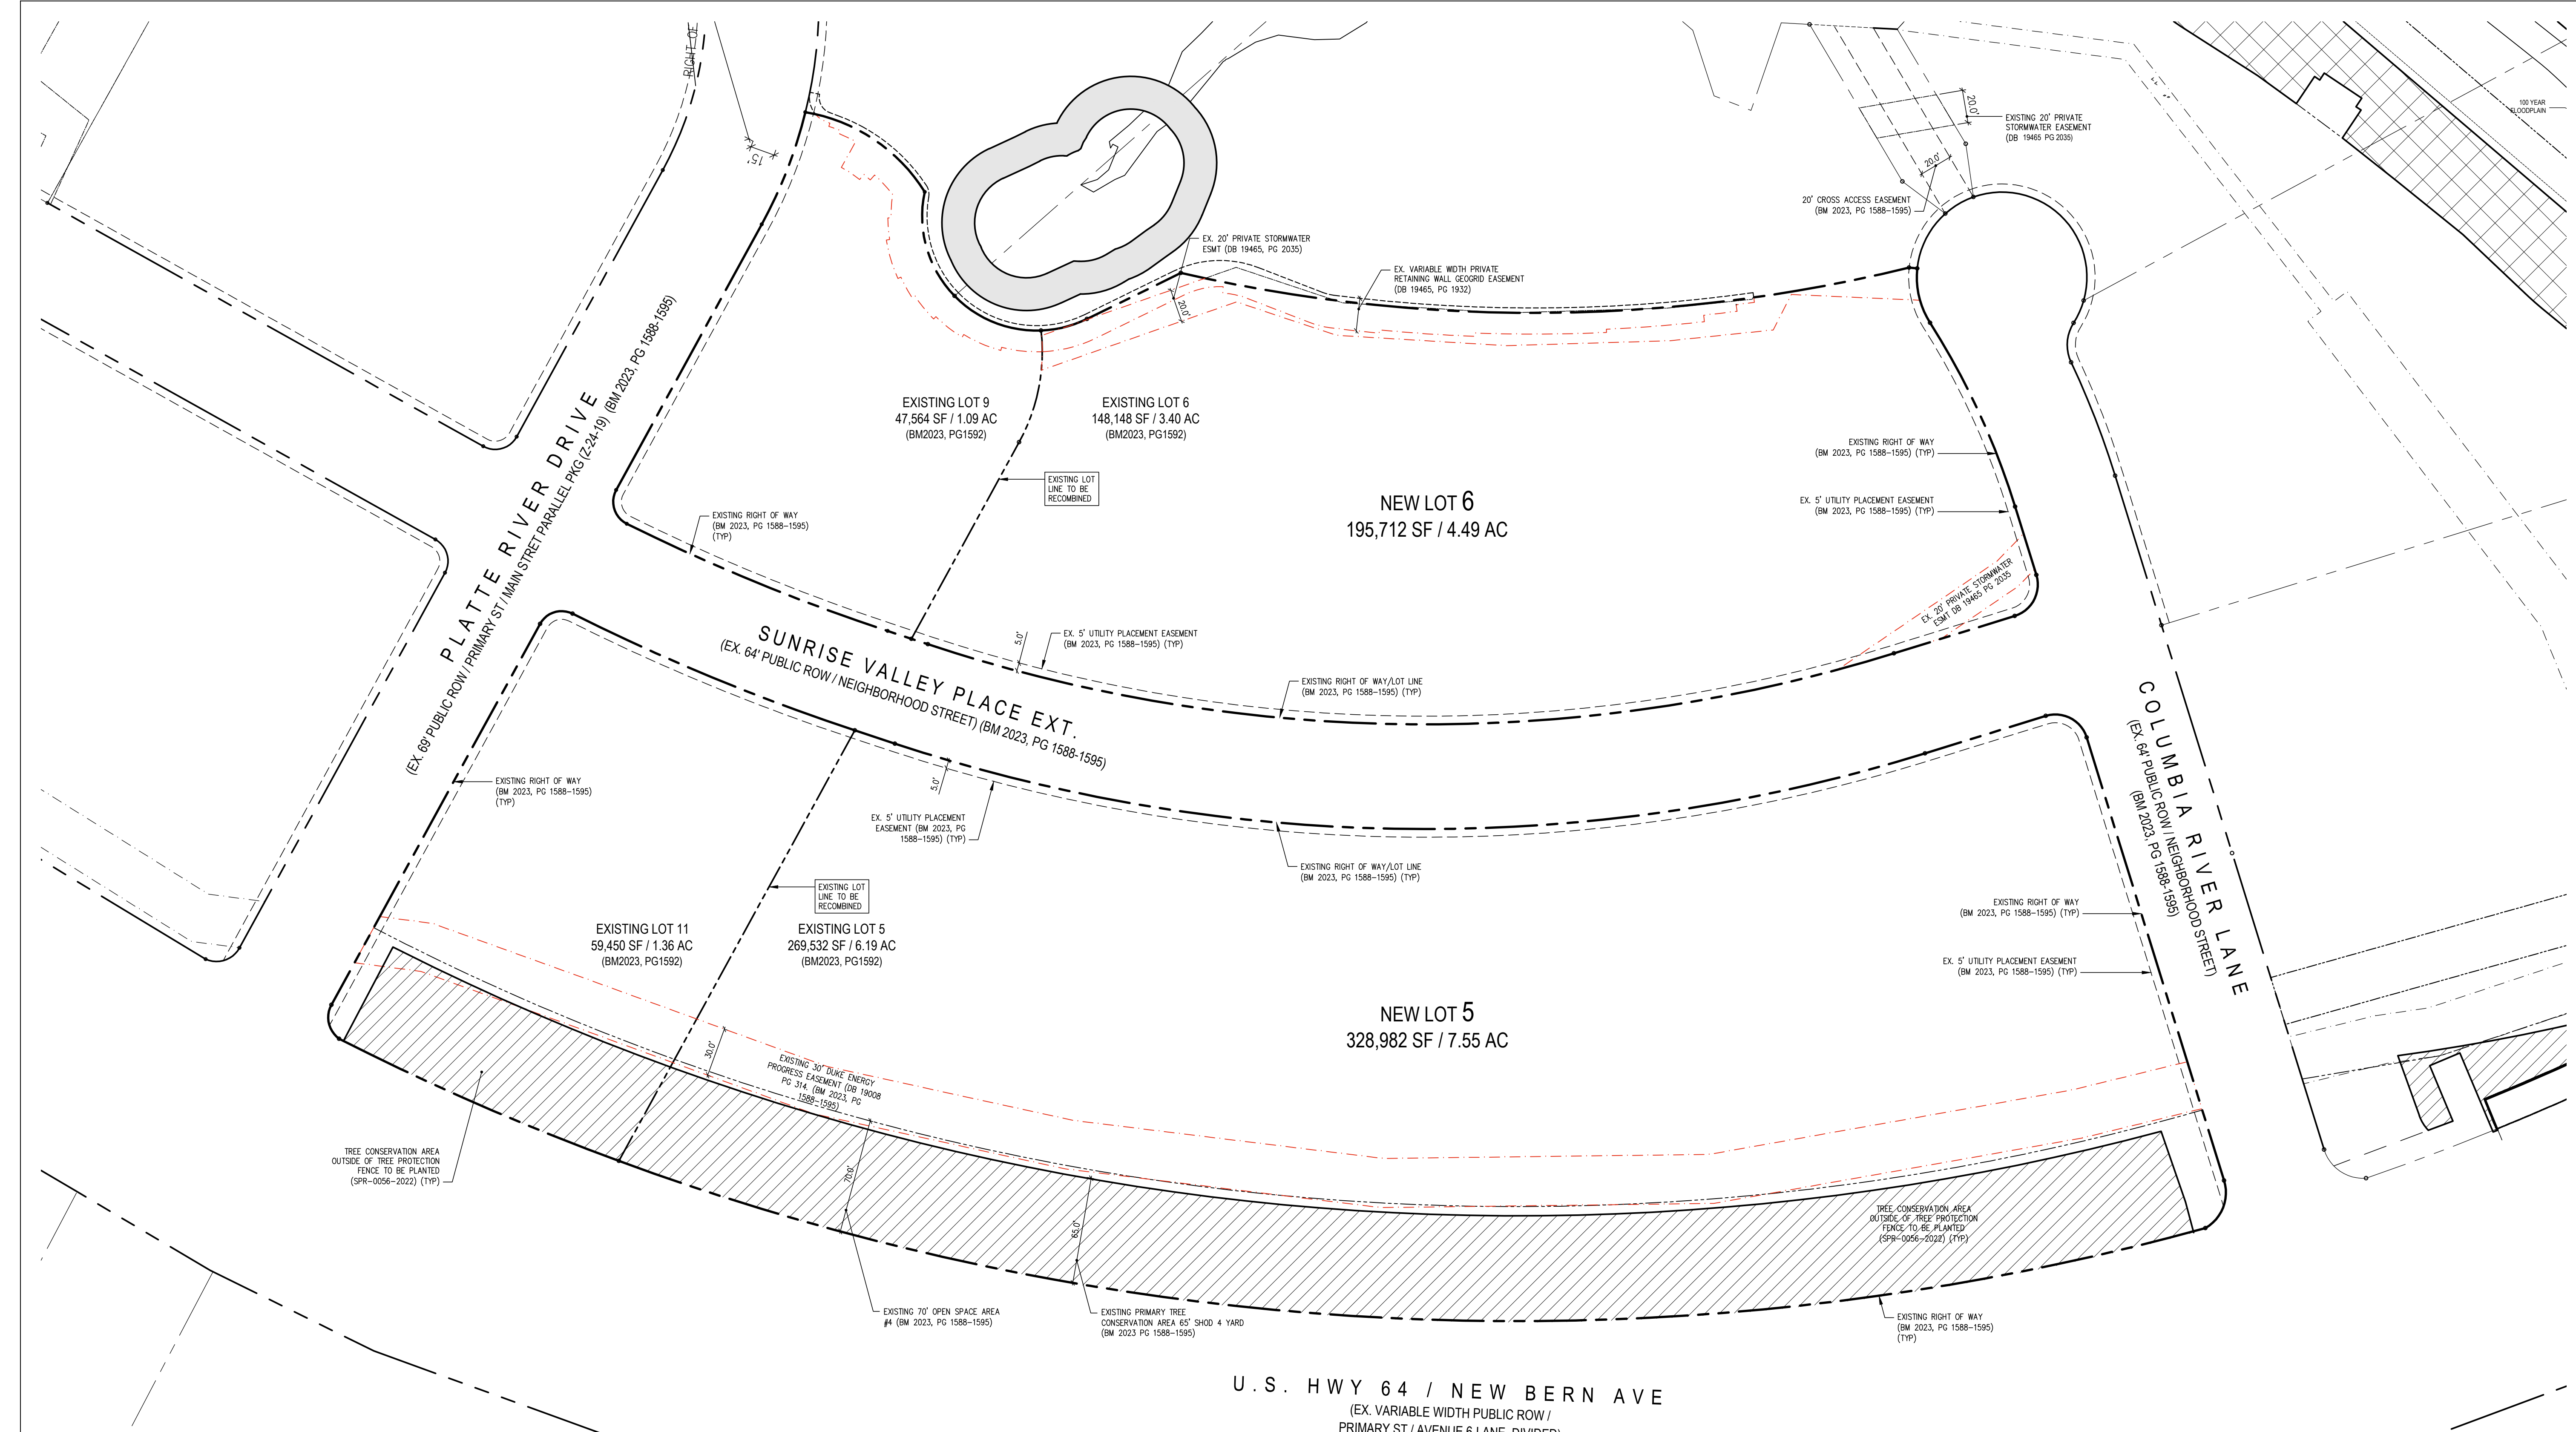 RIGHT OF
15'
100 YEAR
FLOODPLAIN
20.0'
EXISTING 20' PRIVATE
STORMWATER EASEMENT
(DB 19465 PG 2035)
20.0'
20' CROSS ACCESS EASEMENT
(BM 2023, PG 1588-1595)
EX. 20' PRIVATE STORMWATER
ESMT (DB 19465, PG 2035)
EX. VARIABLE WIDTH PRIVATE
RETAINING WALL GEOGRID EASEMENT
(DB 19465, PG 1932)
20.0'
EXISTING LOT 9
47,564 SF / 1.09 AC
(BM2023, PG1592)
EXISTING LOT 6
148,148 SF / 3.40 AC
(BM2023, PG1592)
EXISTING RIGHT OF WAY
(BM 2023, PG 1588-1595) (TYP)
EXISTING LOT
LINE TO BE
RECOMBINED
NEW LOT 6
195,712 SF / 4.49 AC
EX. 5' UTILITY PLACEMENT EASEMENT
(BM 2023, PG 1588-1595) (TYP)
EXISTING RIGHT OF WAY
(BM 2023, PG 1588-1595)
(TYP)
PLATTE RIVER DRIVE
(EX. 69' PUBLIC ROW / PRIMARY ST / MAIN STRET PARALLEL PKG (Z-24-19) (BM 2023, PG 1588-1595)
EX. 20' PRIVATE STORMWATER
ESMT DB 19465 PG 2035
SUNRISE VALLEY PLACE EXT.
(EX. 64' PUBLIC ROW / NEIGHBORHOOD STREET) (BM 2023, PG 1588-1595)
5.0'
EX. 5' UTILITY PLACEMENT EASEMENT
(BM 2023, PG 1588-1595) (TYP)
EXISTING RIGHT OF WAY/LOT LINE
(BM 2023, PG 1588-1595) (TYP)
COLUMBIA RIVER LANE
(EX. 64' PUBLIC ROW / NEIGHBORHOOD STREET)
(BM 2023, PG 1588-1595)
EXISTING RIGHT OF WAY
(BM 2023, PG 1588-1595)
(TYP)
5.0'
EX. 5' UTILITY PLACEMENT
EASEMENT (BM 2023, PG
1588-1595) (TYP)
EXISTING RIGHT OF WAY/LOT LINE
(BM 2023, PG 1588-1595) (TYP)
EXISTING LOT
LINE TO BE
RECOMBINED
EXISTING RIGHT OF WAY
(BM 2023, PG 1588-1595) (TYP)
EXISTING LOT 11
59,450 SF / 1.36 AC
(BM2023, PG1592)
EXISTING LOT 5
269,532 SF / 6.19 AC
(BM2023, PG1592)
EX. 5' UTILITY PLACEMENT EASEMENT
(BM 2023, PG 1588-1595) (TYP)
NEW LOT 5
328,982 SF / 7.55 AC
30.0'
EXISTING 30' DUKE ENERGY
PROGRESS EASEMENT (DB 19008
PG 314. (BM 2023, PG
1588-1595)
TREE CONSERVATION AREA
OUTSIDE OF TREE PROTECTION
FENCE TO BE PLANTED
(SPR-0056-2022) (TYP)
70.0'
65.0'
TREE CONSERVATION AREA
OUTSIDE OF TREE PROTECTION
FENCE TO BE PLANTED
(SPR-0056-2022) (TYP)
EXISTING 70' OPEN SPACE AREA
#4 (BM 2023, PG 1588-1595)
EXISTING PRIMARY TREE
CONSERVATION AREA 65' SHOD 4 YARD
(BM 2023 PG 1588-1595)
EXISTING RIGHT OF WAY
(BM 2023, PG 1588-1595)
(TYP)
U.S. HWY 64 / NEW BERN AVE
(EX. VARIABLE WIDTH PUBLIC ROW /
PRIMARY ST / AVENUE 6 LANE, DIVIDED)